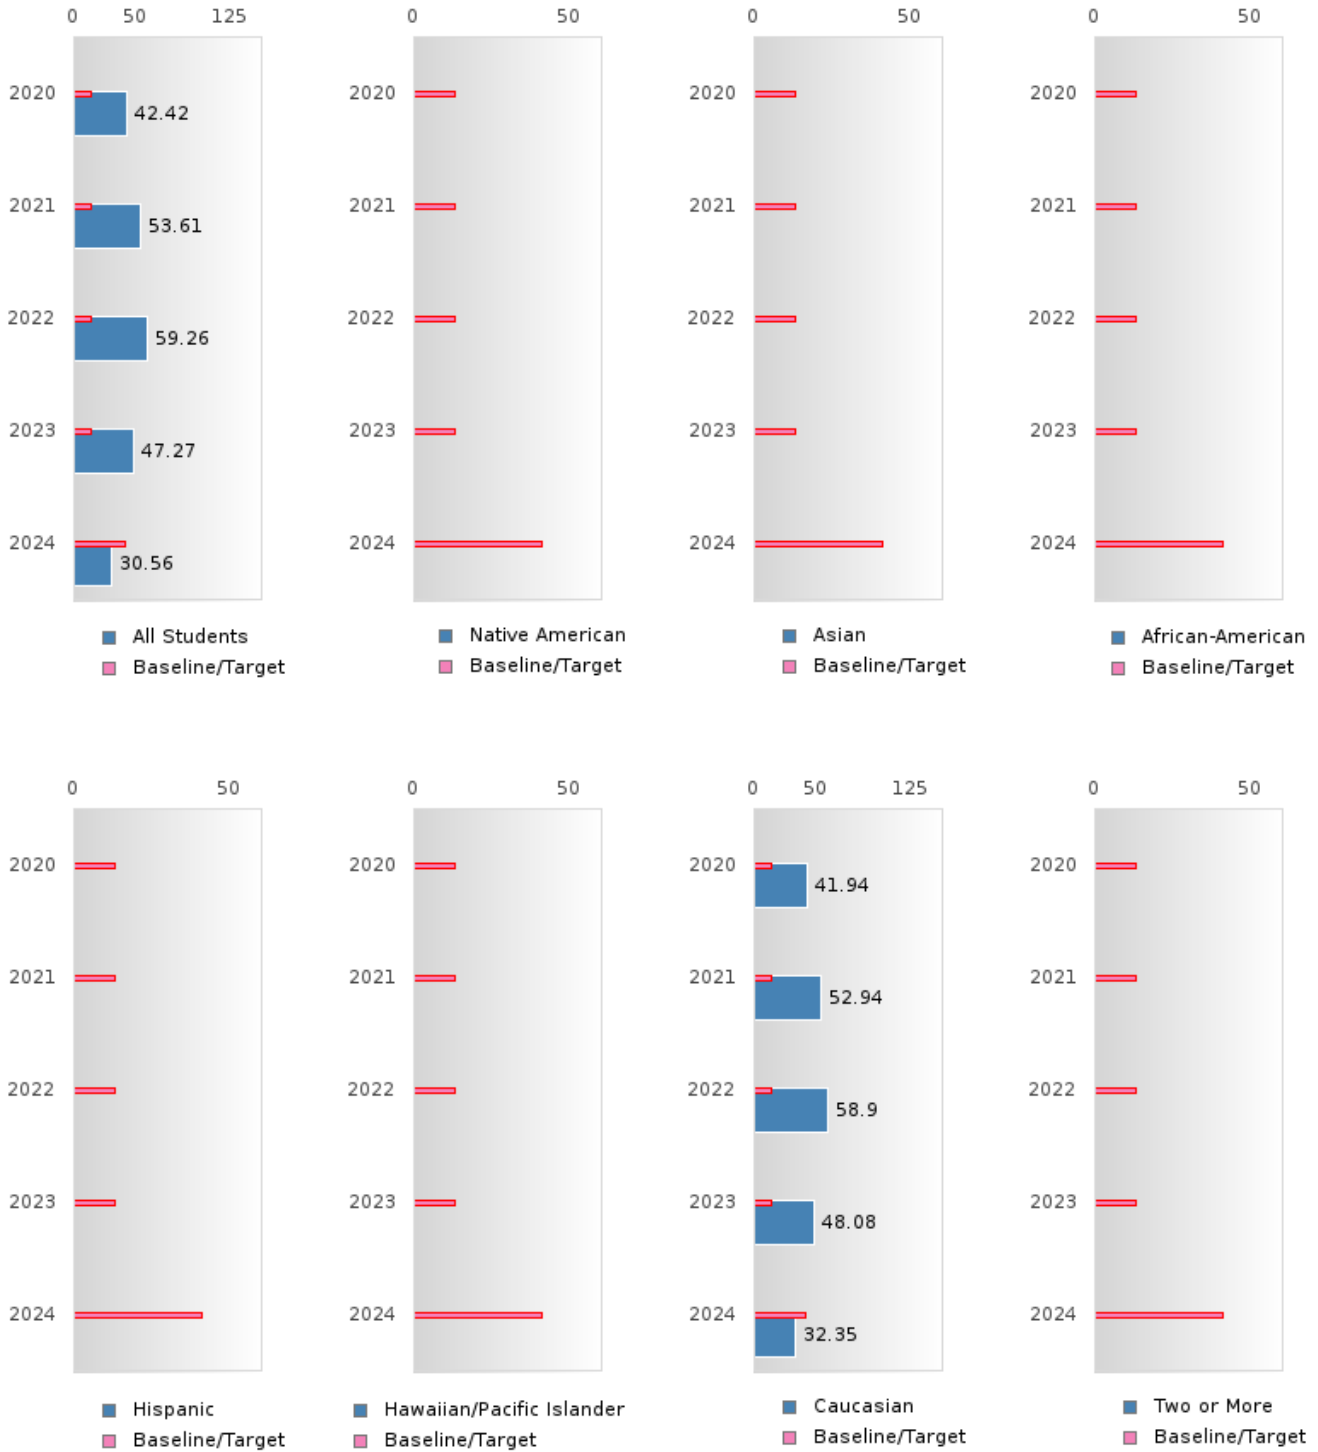 0 50 125 0 50 0 50 0 50
2020 42.42 2020 2020 2020
2021 53.61 2021 2021 2021
2022 59.26 2022 2022 2022
2023 47.27 2023 2023 2023
2024 30.56 2024 2024 2024
All Students Native American Asian African-American
Baseline/Target Baseline/Target Baseline/Target Baseline/Target
0 50 0 50 0 50 125 0 50
2020 2020 2020 41.94 2020
2021 2021 2021 52.94 2021
2022 2022 2022 58.9 2022
2023 2023 2023 48.08 2023
2024 2024 2024 32.35 2024
Hispanic Hawaiian/Pacific Islander Caucasian Two or More
Baseline/Target Baseline/Target Baseline/Target Baseline/Target